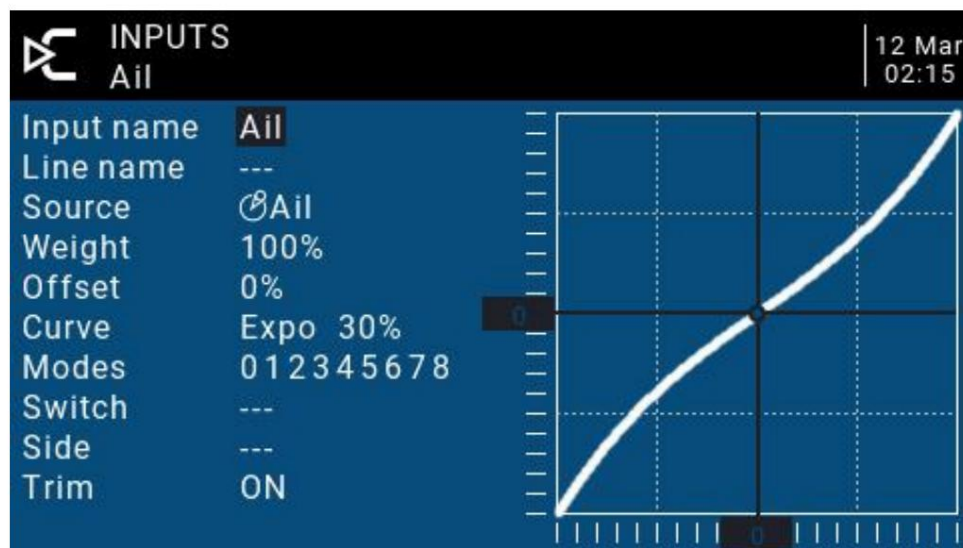 INPUTS
Ail
12 Mar
02:15
Input name Ail
Line name ---
Source Ail
Weight 100%
Offset 0%
Curve Expo 30%
Modes 012345678
Switch ---
Side ---
Trim ON
0
0